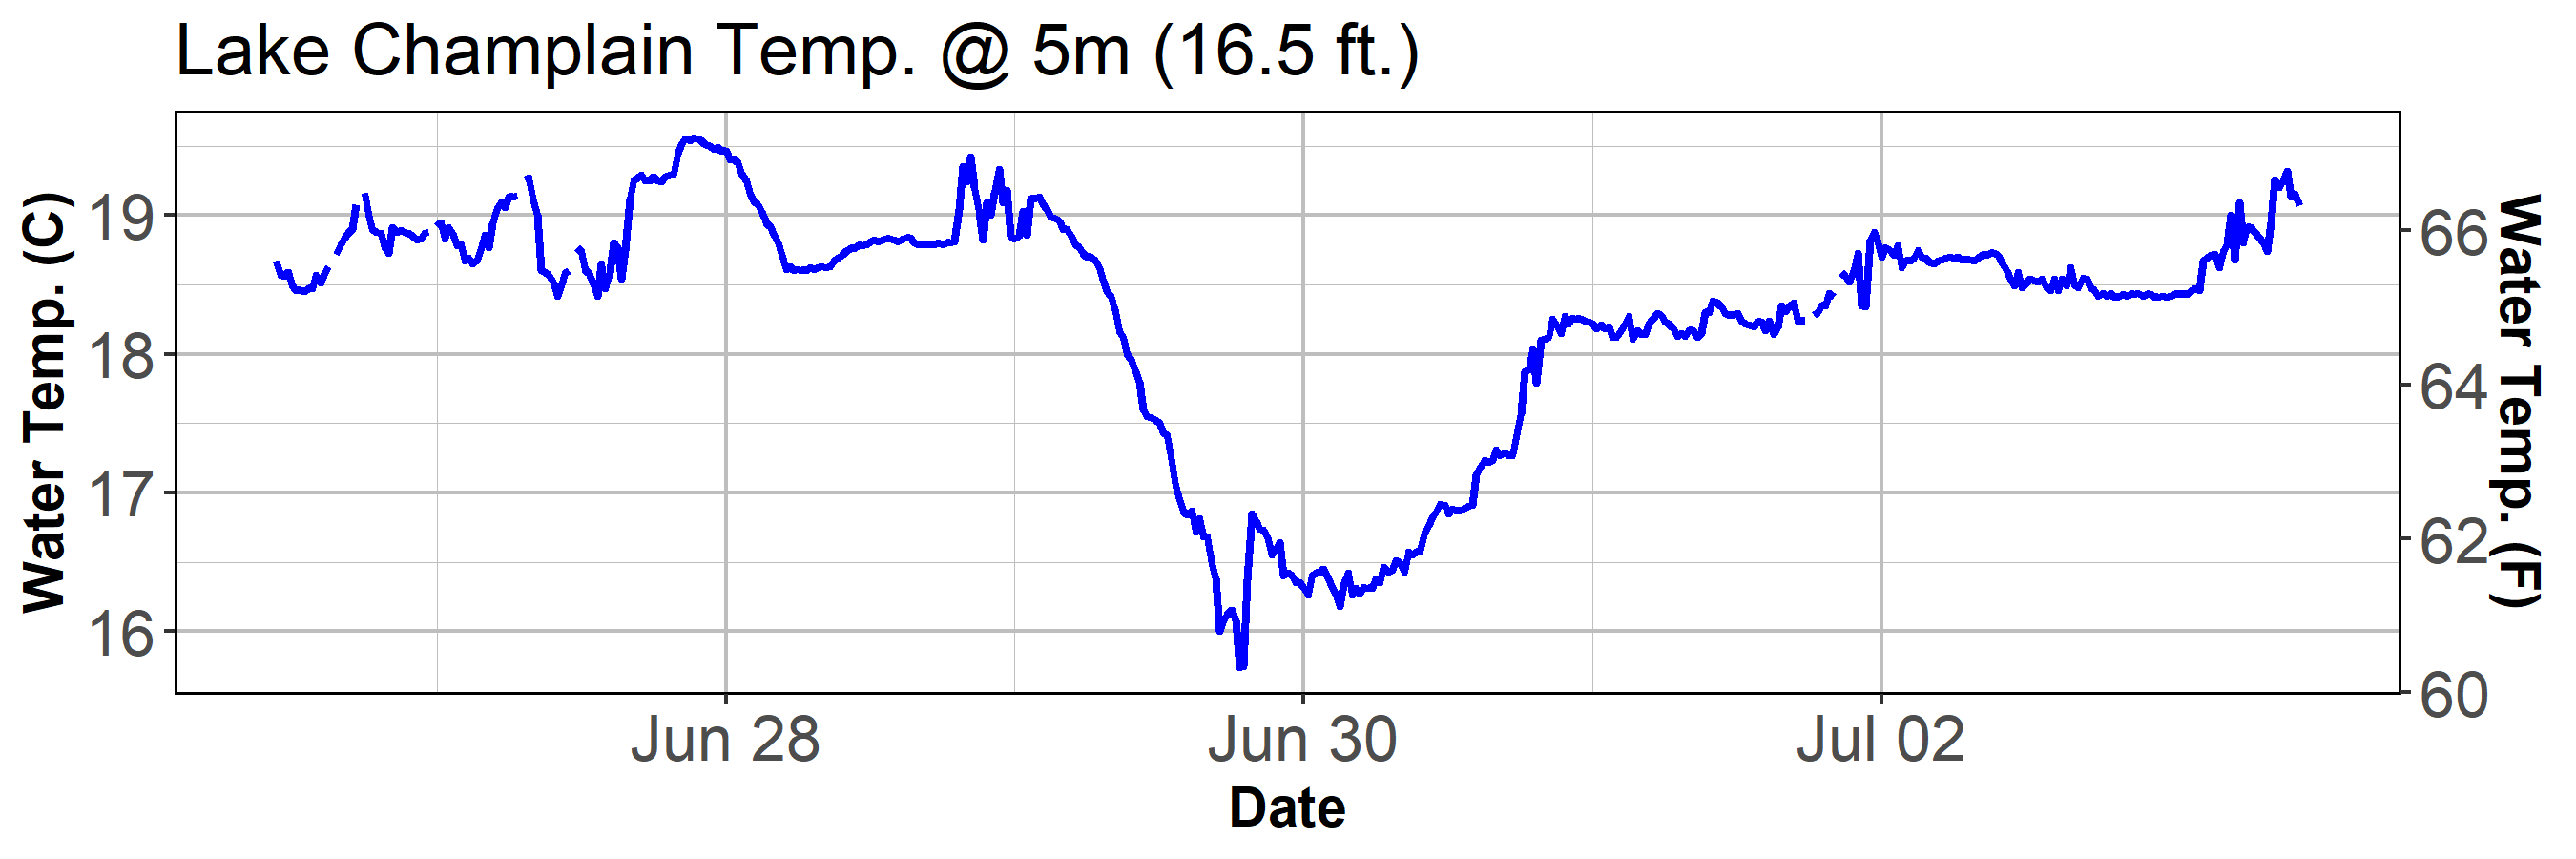 Lake Champlain Temp. @ 5m (16.5 ft.)
Water Temp. (C)
19
18
17
16
66
64
62
60
Water Temp. (F)
Jun 28
Jun 30
Jul 02
Date